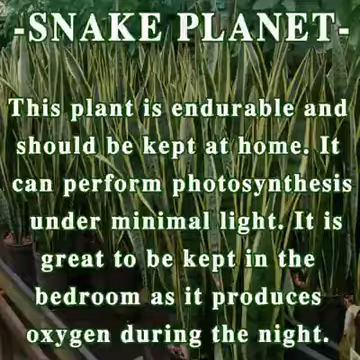 -SNAKE PLANET-
This plant is endurable and
should be kept at home. It
can perform photosynthesis
under minimal light. It is
great to be kept in the
bedroom as it produces
oxygen during the night.